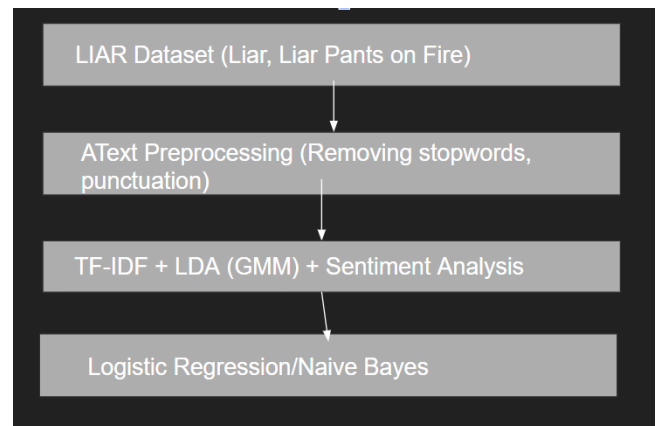 LIAR Dataset (Liar, Liar Pants on Fire)
AText Preprocessing (Removing stopwords,
punctuation)
TF-IDF + LDA (GMM) + Sentiment Analysis
Logistic Regression/Naive Bayes